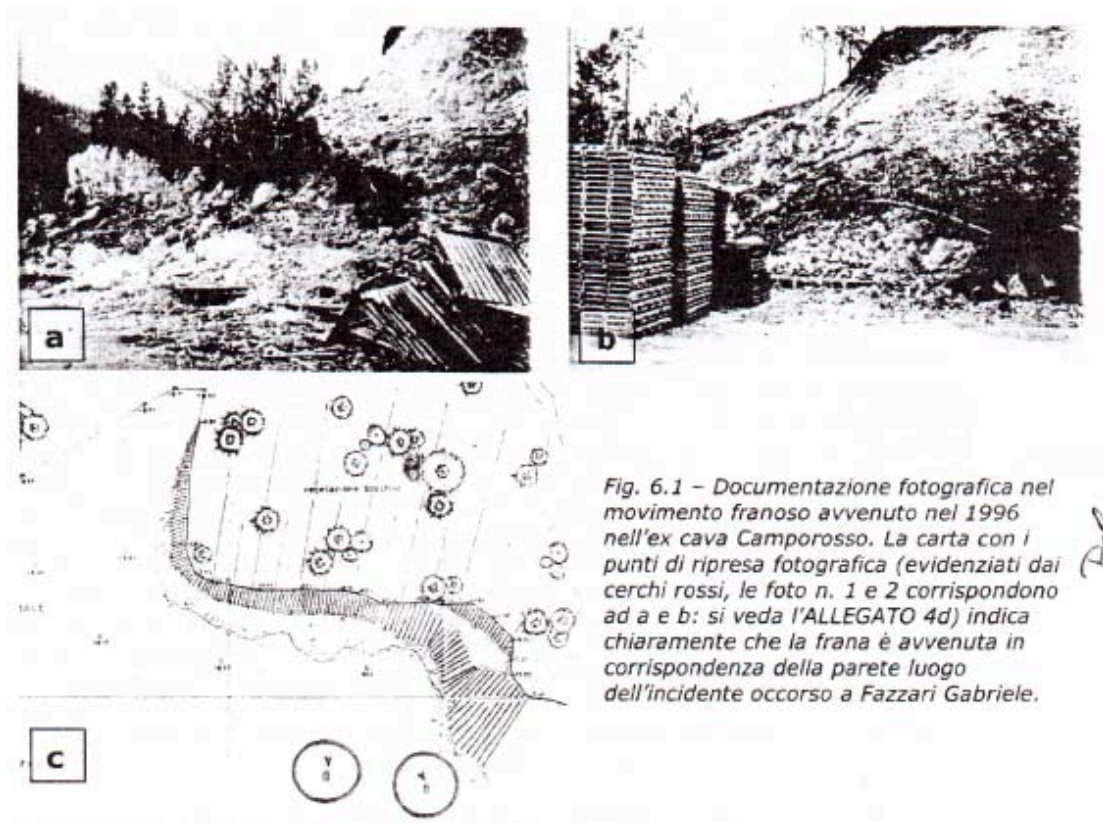 a
b
Fig. 6.1 – Documentazione fotografica nel
movimento franoso avvenuto nel 1996
nell'ex cava Camporosso. La carta con i
punti di ripresa fotografica (evidenziati dai
cerchi rossi, le foto n. 1 e 2 corrispondono
ad a e b: si veda l'ALLEGATO 4d) indica
chiaramente che la frana è avvenuta in
corrispondenza della parete luogo
dell'incidente occorso a Fazzari Gabriele.
c